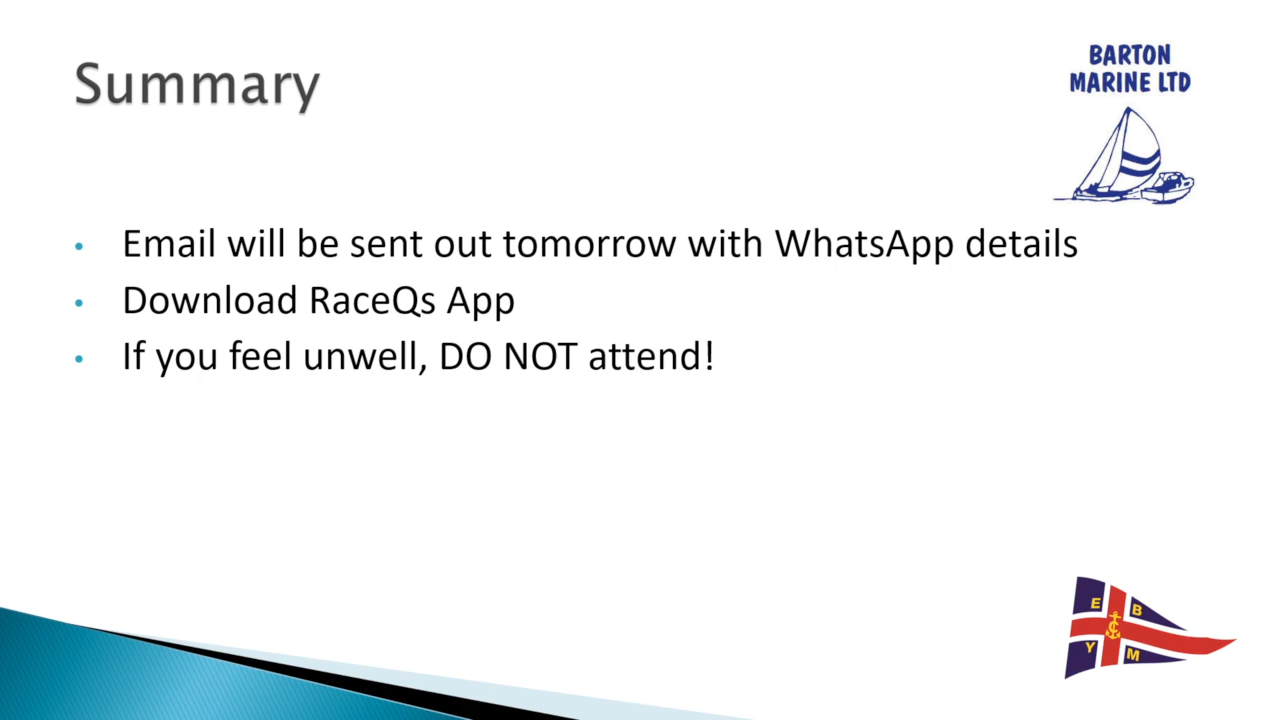 Summary
BARTON
MARINE LTD
• Email will be sent out tomorrow with WhatsApp details
• Download RaceQs App
• If you feel unwell, DO NOT attend!
E B
Y M